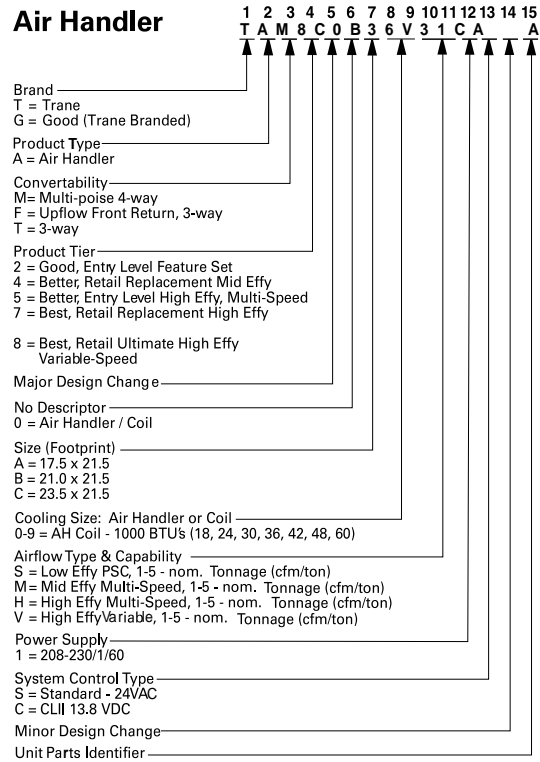 Air Handler
1 2 3 4 5 6 7 8 9 10 11 12 13 14 15
T A M 8 C 0 B 3 6 V 3 1 C A A
Brand
T = Trane
G = Good (Trane Branded)
Product Type
A = Air Handler
Convertability
M= Multi-poise 4-way
F = Upflow Front Return, 3-way
T = 3-way
Product Tier
2 = Good, Entry Level Feature Set
4 = Better, Retail Replacement Mid Effy
5 = Better, Entry Level High Effy, Multi-Speed
7 = Best, Retail Replacement High Effy
8 = Best, Retail Ultimate High Effy
Variable-Speed
Major Design Change
No Descriptor
0 = Air Handler / Coil
Size (Footprint)
A = 17.5 x 21.5
B = 21.0 x 21.5
C = 23.5 x 21.5
Cooling Size: Air Handler or Coil
0-9 = AH Coil - 1000 BTU's (18, 24, 30, 36, 42, 48, 60)
Airflow Type & Capability
S = Low Effy PSC, 1-5 - nom. Tonnage (cfm/ton)
M= Mid Effy Multi-Speed, 1-5 - nom. Tonnage (cfm/ton)
H = High Effy Multi-Speed, 1-5 - nom. Tonnage (cfm/ton)
V = High EffyVariable, 1-5 - nom. Tonnage (cfm/ton)
Power Supply
1 = 208-230/1/60
System Control Type
S = Standard - 24VAC
C = CLII 13.8 VDC
Minor Design Change
Unit Parts Identifier